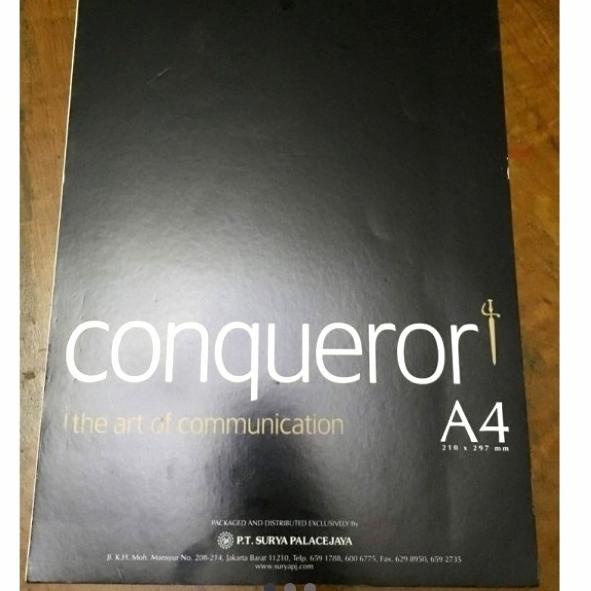 conqueror
the art of communication
A4
210 x 297 mm
PACKAGED AND DISTRIBUTED EXCLUSIVELY By
P.T. SURYA PALACEJAYA
Jl. K.H. Moh. Mansyur No. 208-214, Jakarta Barat 11210, Telp. 659 1788, 600 6775, Fax. 629 8950, 659 2735
www.suryapj.com